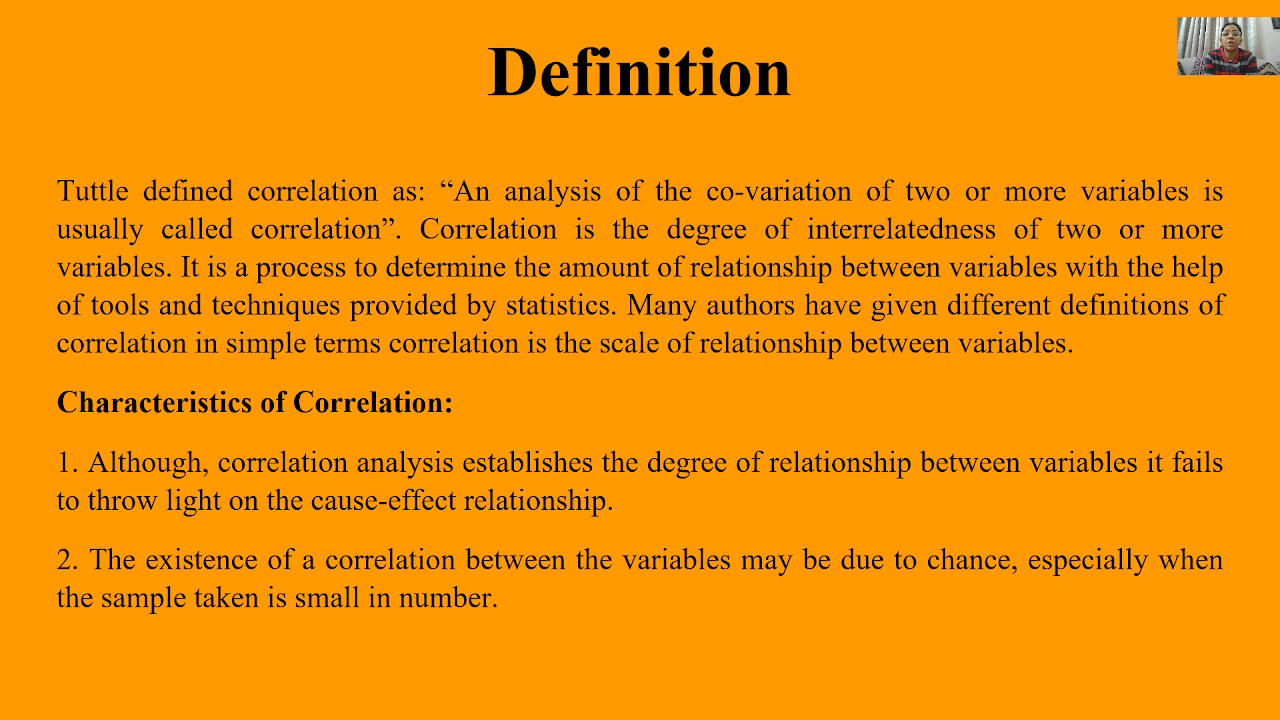 Definition
Tuttle defined correlation as: “An analysis of the co-variation of two or more variables is
usually called correlation”. Correlation is the degree of interrelatedness of two or more
variables. It is a process to determine the amount of relationship between variables with the help
of tools and techniques provided by statistics. Many authors have given different definitions of
correlation in simple terms correlation is the scale of relationship between variables.
Characteristics of Correlation:
1. Although, correlation analysis establishes the degree of relationship between variables it fails
to throw light on the cause-effect relationship.
2. The existence of a correlation between the variables may be due to chance, especially when
the sample taken is small in number.